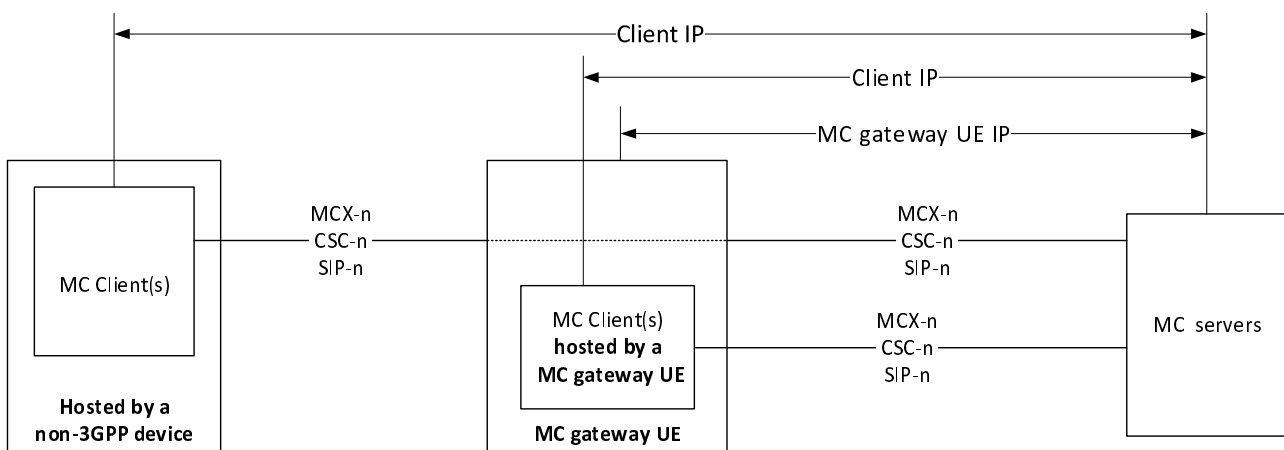 Client IP
Client IP
MC gateway UE IP
MCX-n
CSC-n
SIP-n
MCX-n
CSC-n
SIP-n
MC Client(s)
MC Client(s)
hosted by a
MC gateway UE
MCX-n
CSC-n
SIP-n
MC servers
Hosted by a
non-3GPP device
MC gateway UE